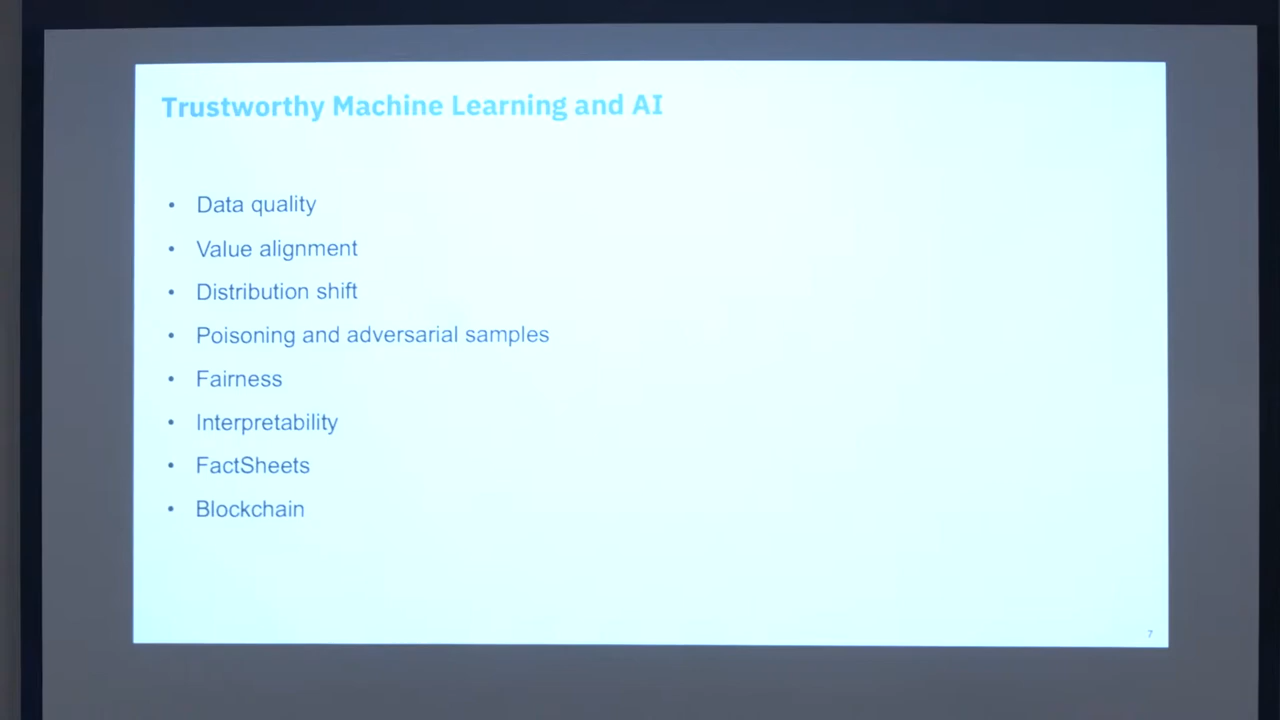 Trustworthy Machine Learning and AI
• Data quality
• Value alignment
• Distribution shift
• Poisoning and adversarial samples
• Fairness
• Interpretability
• FactSheets
• Blockchain
7